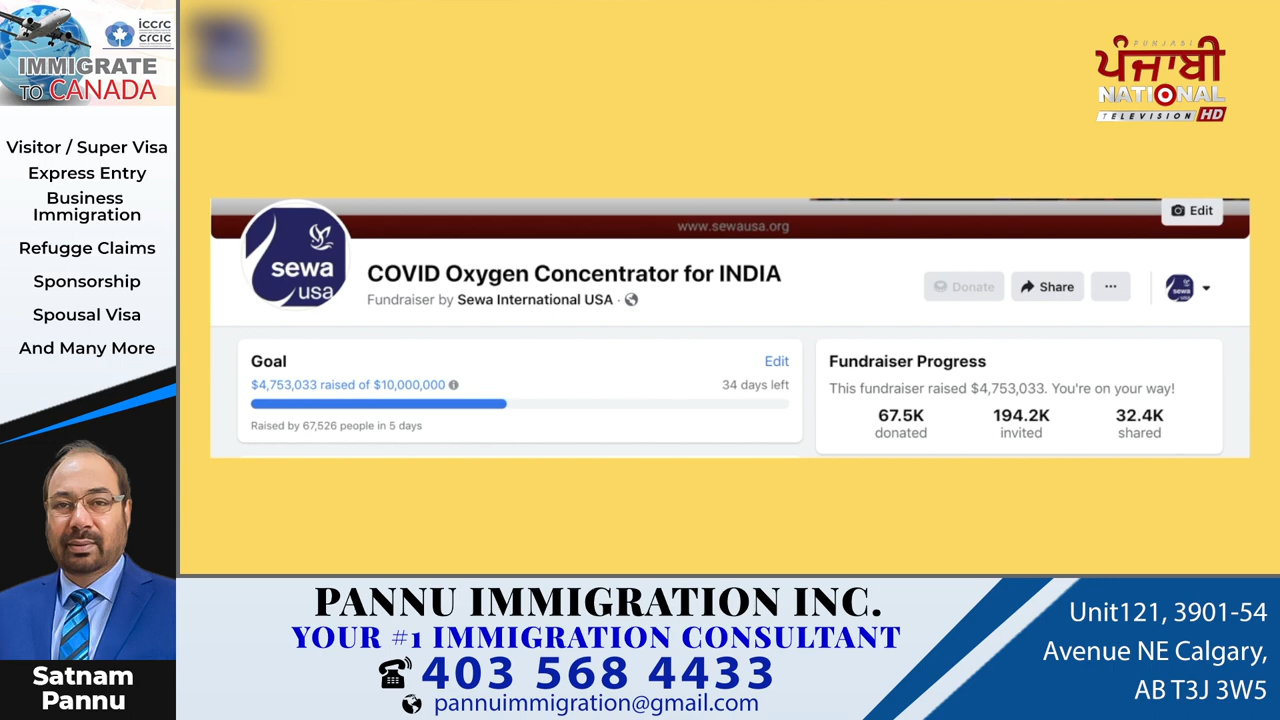 iccrc
crcic
IMMIGRATE
TO CANADA
Visitor / Super Visa
Express Entry
Business
Immigration
Refugge Claims
Sponsorship
Spousal Visa
And Many More
Satnam
Pannu
PUNJABI
ਪੰਜਾਬੀ
NATIONAL
TELEVISION HD
www.sewausa.org
Edit
sewa
usa
COVID Oxygen Concentrator for INDIA
Fundraiser by Sewa International USA ·
Donate
Share
···
sewa
usa
Goal
Edit
$4,753,033 raised of $10,000,000
34 days left
Raised by 67,526 people in 5 days
Fundraiser Progress
This fundraiser raised $4,753,033. You're on your way!
67.5K 194.2K 32.4K
donated invited shared
PANNU IMMIGRATION INC.
YOUR #1 IMMIGRATION CONSULTANT
403 568 4433
pannuimmigration@gmail.com
Unit121, 3901-54
Avenue NE Calgary,
AB T3J 3W5